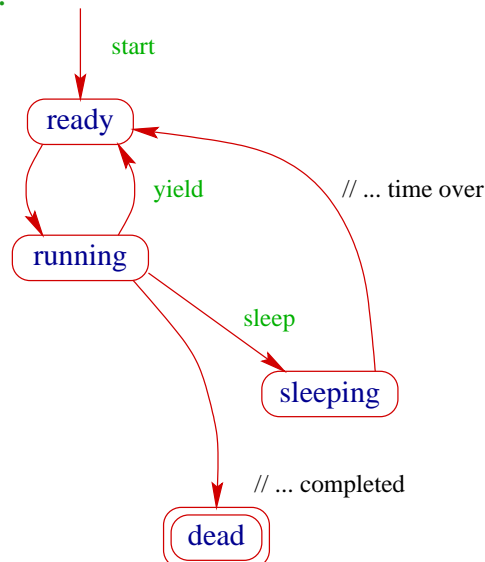 start
ready
yield
// ... time over
running
sleep
sleeping
// ... completed
dead